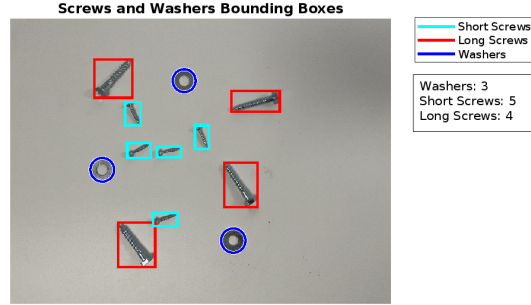 Screws and Washers Bounding Boxes
Short Screws
Long Screws
Washers
Washers: 3
Short Screws: 5
Long Screws: 4